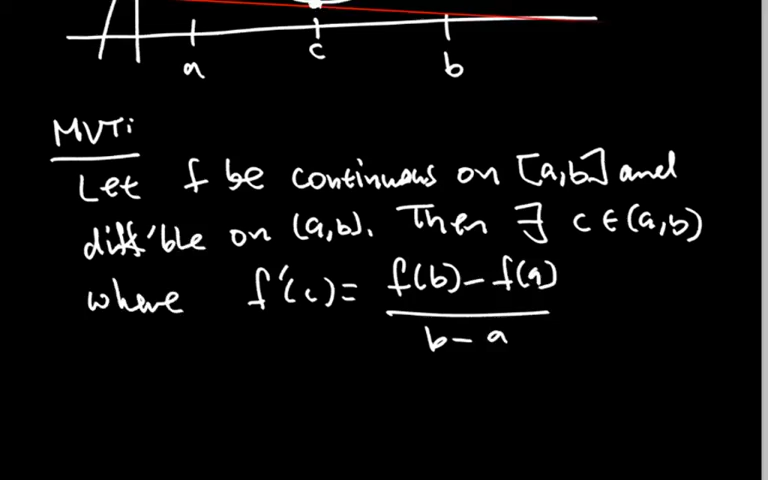 a c b
MVT:
Let f be continuous on [a,b] and
diff'ble on (a,b). Then ∃ c ∈ (a,b)
where f'(c) = f(b) - f(a)
b - a